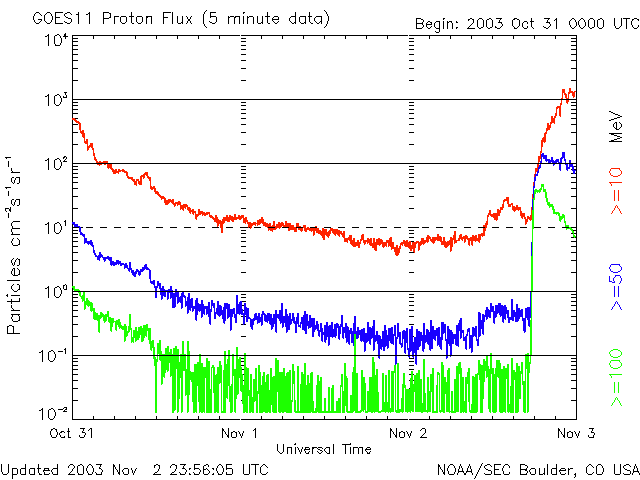 GOES11 Proton Flux (5 minute data)
Begin: 2003 Oct 31 0000 UTC
10⁴
10³
10²
10¹
10⁰
10⁻¹
10⁻²
Particles cm⁻²s⁻¹sr⁻¹
MeV
>=10
>=50
>=100
Oct 31 Nov 1 Nov 2 Nov 3
Universal Time
Updated 2003 Nov 2 23:56:05 UTC
NOAA/SEC Boulder, CO USA